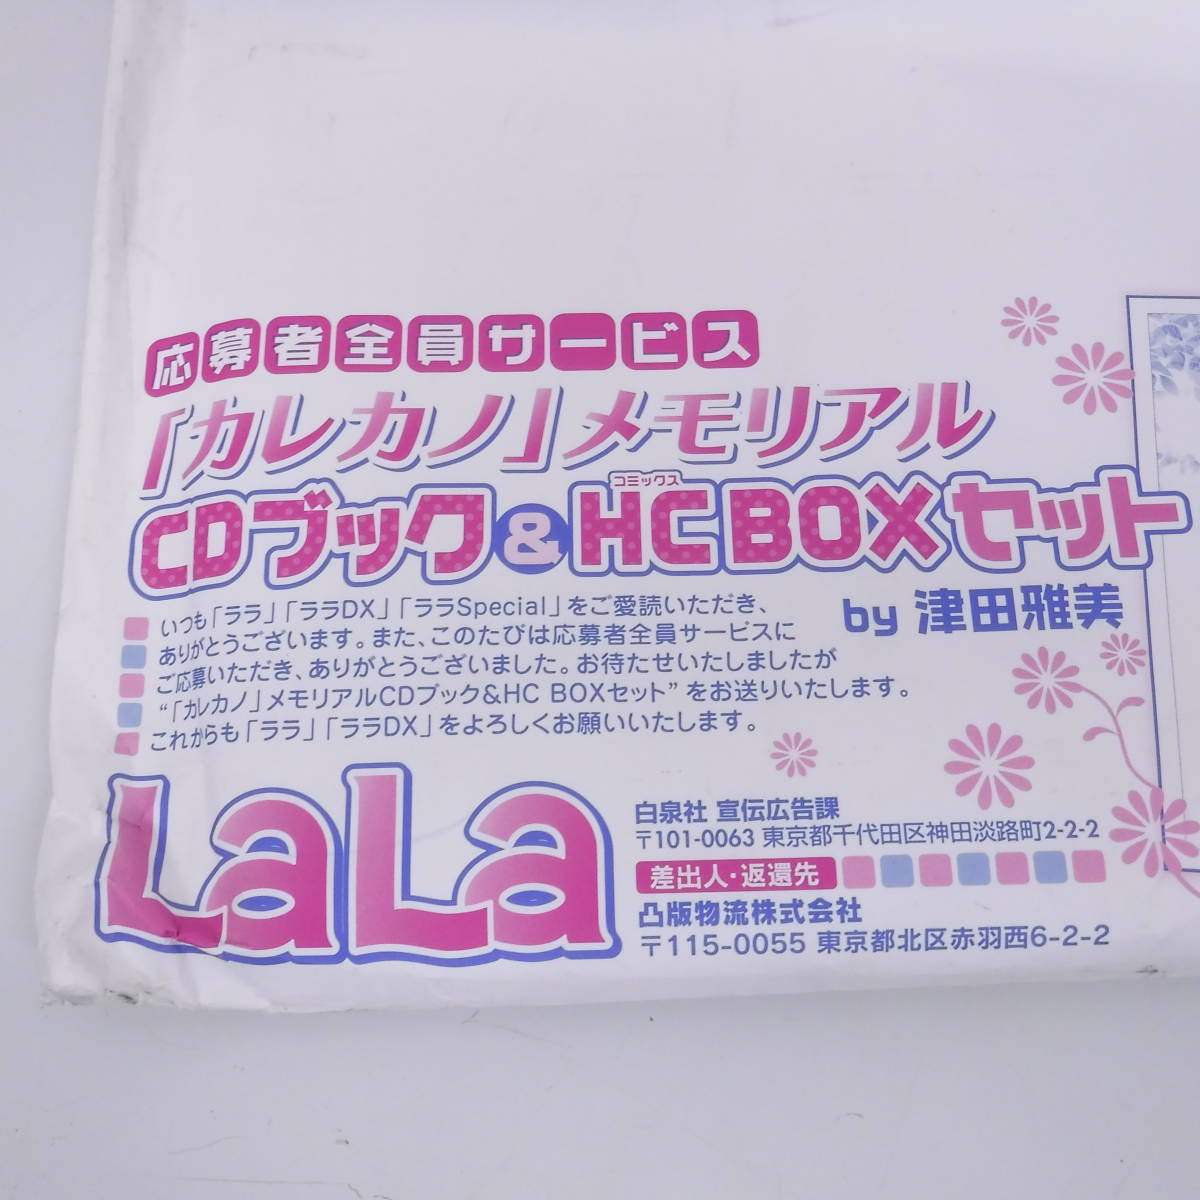 応募者全員サービス
「カレカノ」メモリアル
コミックス
CDブック&HC BOXセット
by 津田雅美
いつも「ララ」「ララDX」「ララSpecial」をご愛読いただき、
ありがとうございます。また、このたびは応募者全員サービスに
ご応募いただき、ありがとうございました。お待たせいたしましたが
“「カレカノ」メモリアルCDブック&HC BOXセット”をお送りいたします。
これからも「ララ」「ララDX」をよろしくお願いいたします。
LaLa
白泉社 宣伝広告課
〒101-0063 東京都千代田区神田淡路町2-2-2
差出人・返還先
凸版物流株式会社
〒115-0055 東京都北区赤羽西6-2-2